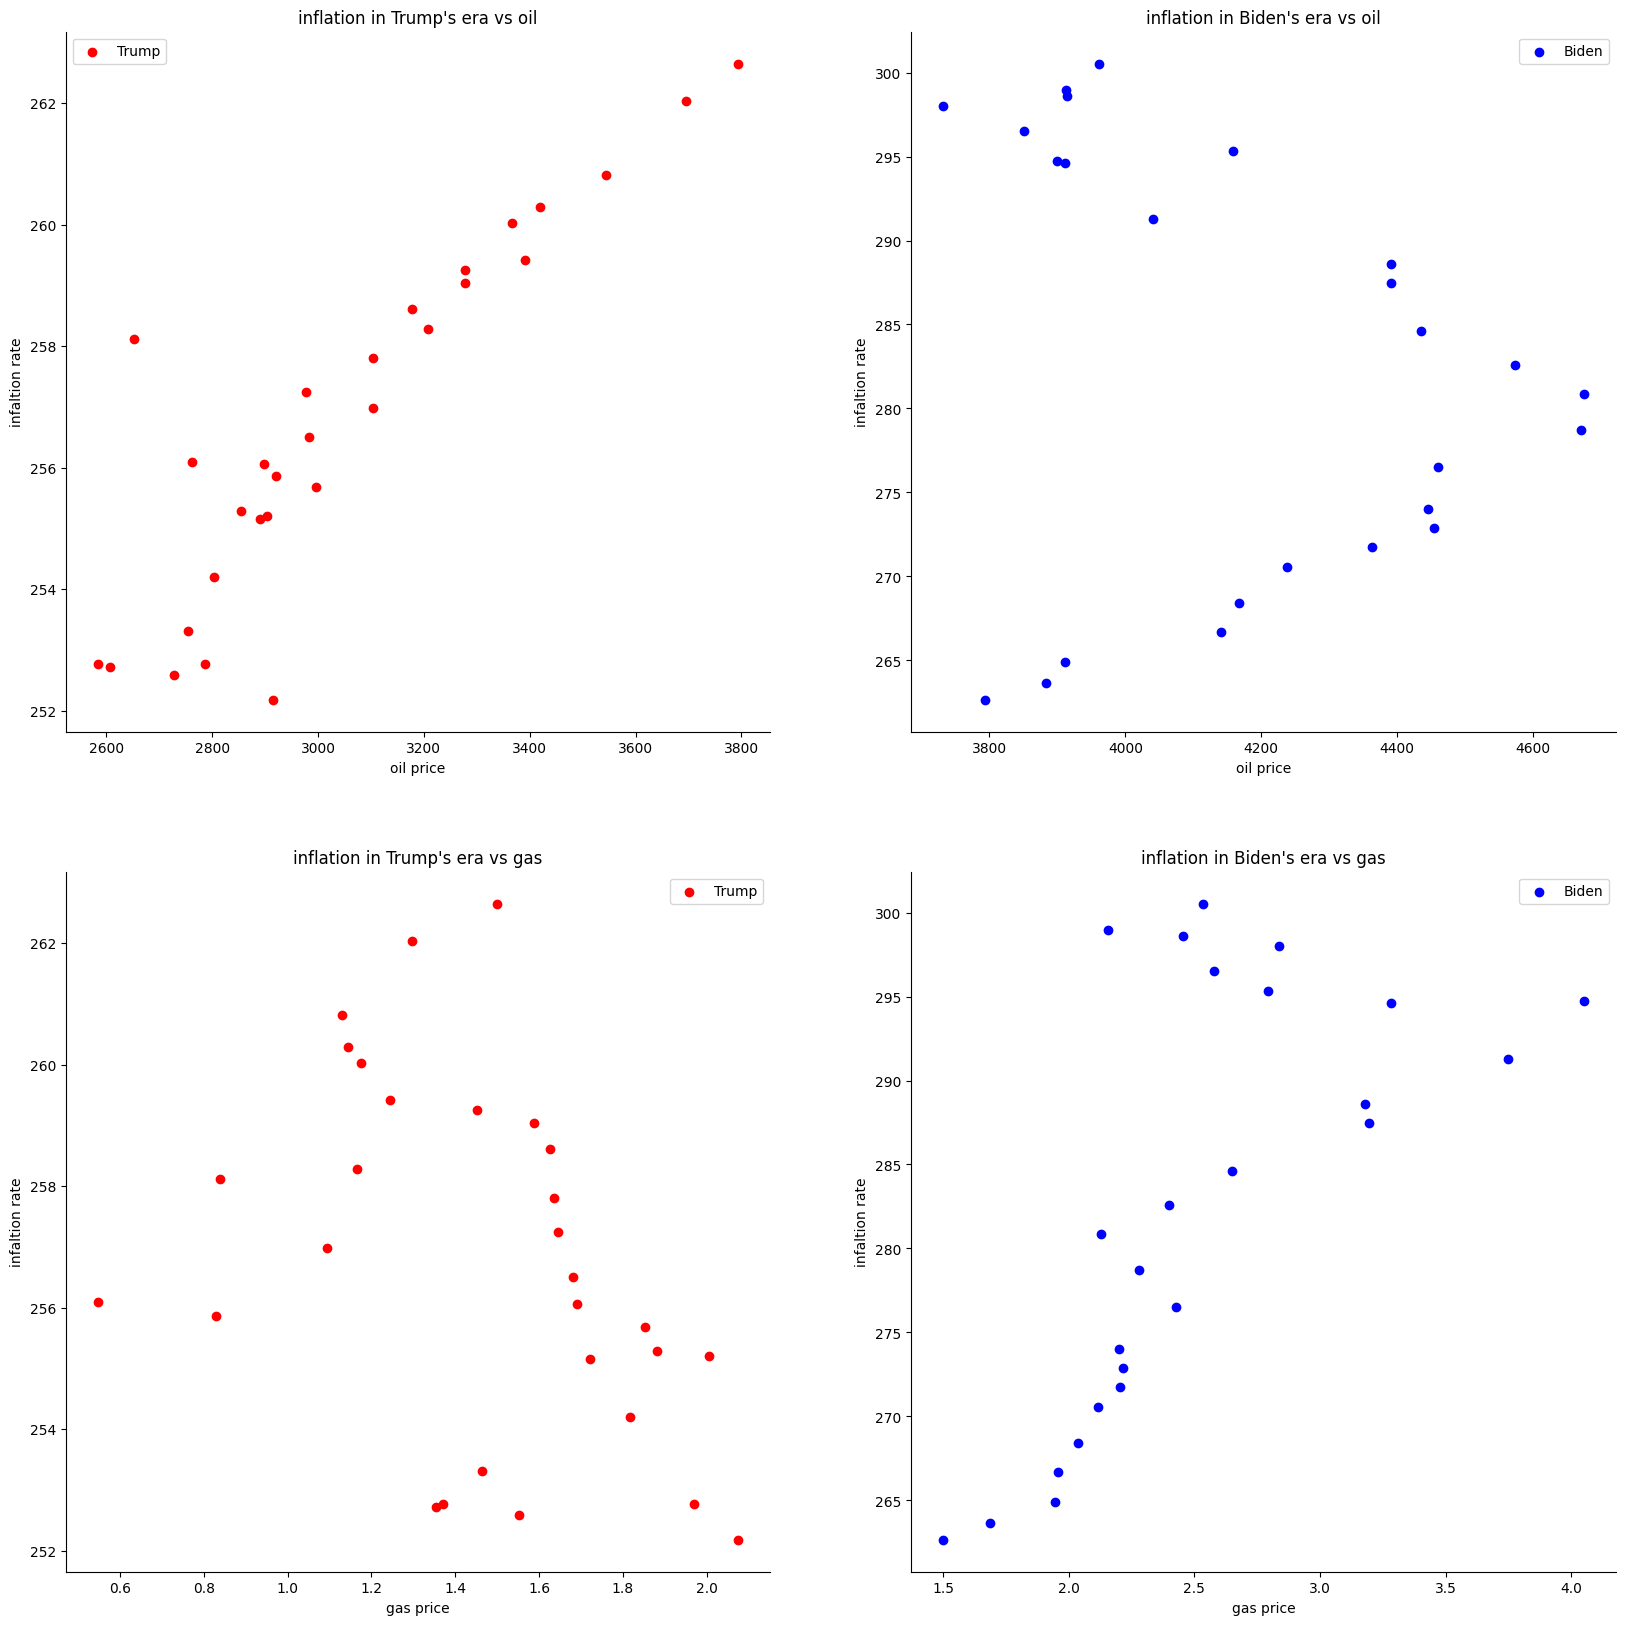 inflation in Trump's era vs oil
Trump
262
260
258
256
254
252
infaltion rate
2600 2800 3000 3200 3400 3600 3800
oil price
inflation in Biden's era vs oil
Biden
300
295
290
285
280
275
270
265
infaltion rate
3800 4000 4200 4400 4600
oil price
inflation in Trump's era vs gas
Trump
262
260
258
256
254
252
infaltion rate
0.6 0.8 1.0 1.2 1.4 1.6 1.8 2.0
gas price
inflation in Biden's era vs gas
Biden
300
295
290
285
280
275
270
265
infaltion rate
1.5 2.0 2.5 3.0 3.5 4.0
gas price